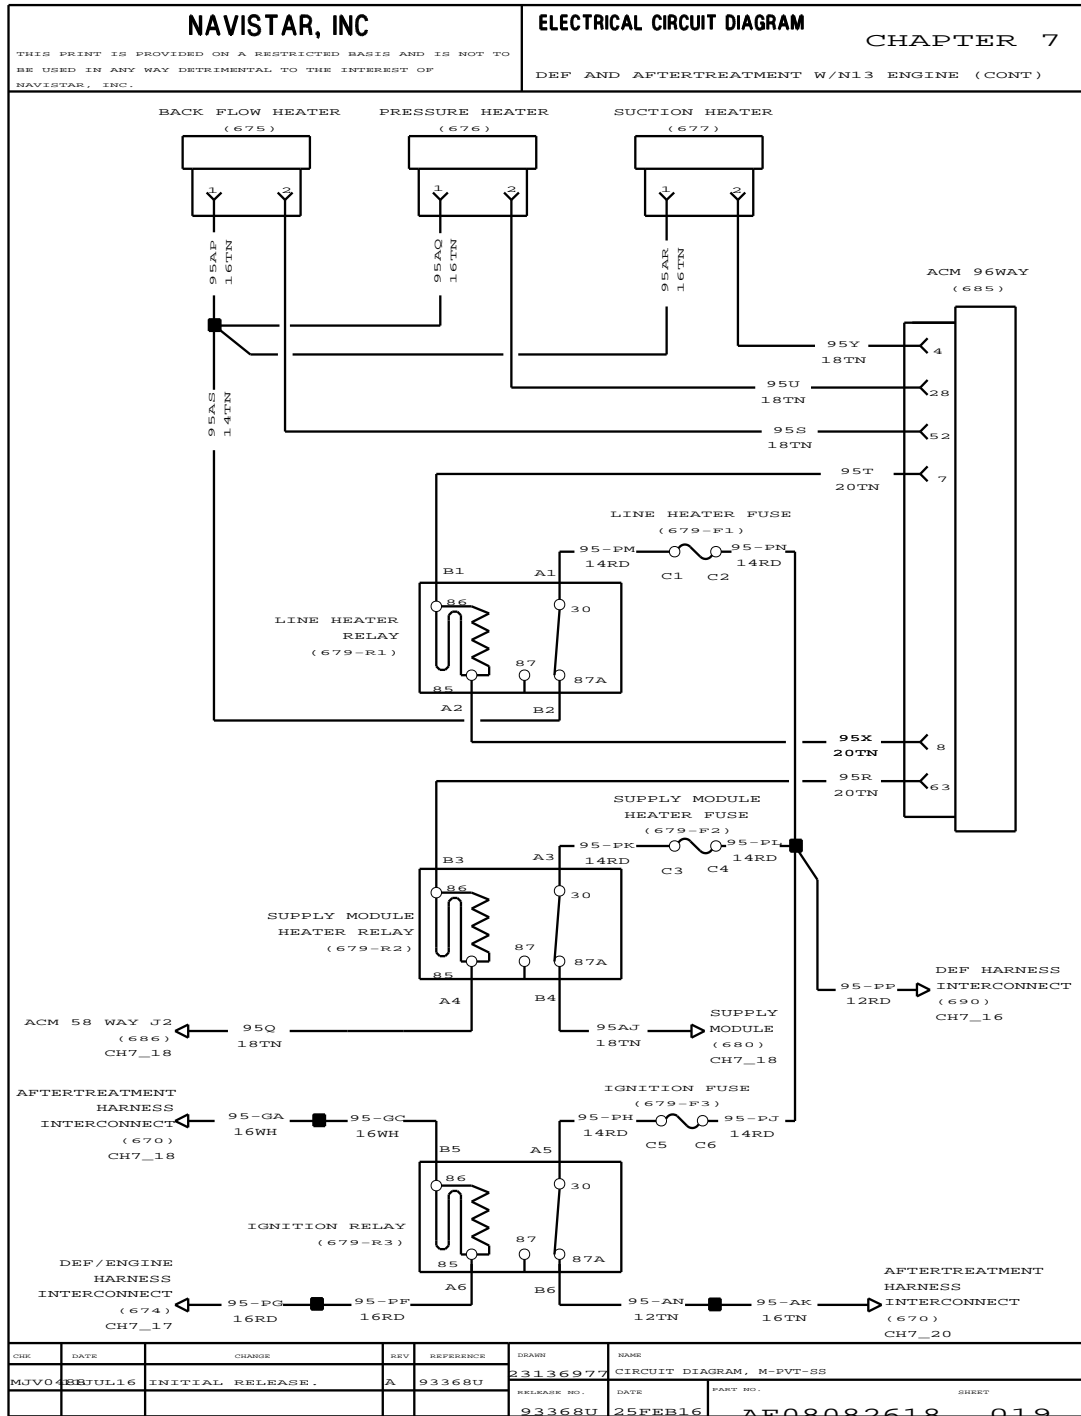 NAVISTAR, INC
THIS PRINT IS PROVIDED ON A RESTRICTED BASIS AND IS NOT TO
BE USED IN ANY WAY DETRIMENTAL TO THE INTEREST OF
NAVISTAR, INC.
ELECTRICAL CIRCUIT DIAGRAM
CHAPTER 7
DEF AND AFTERTREATMENT W/N13 ENGINE (CONT)
BACK FLOW HEATER
(675)
PRESSURE HEATER
(676)
SUCTION HEATER
(677)
1 2
1 2
1 2
95AP
16TN
95AQ
16TN
95AR
16TN
ACM 96WAY
(685)
95Y 4
18TN
95U 28
18TN
95AS
14TN
95S 52
18TN
95T 7
20TN
LINE HEATER FUSE
(679-F1)
95-PM 95-PN
14RD C1 C2 14RD
B1 A1
86 30
LINE HEATER
RELAY
(679-R1)
87
85 87A
A2 B2
95X 8
20TN
95R 63
20TN
SUPPLY MODULE
HEATER FUSE
(679-F2)
95-PK 95-PL
14RD C3 C4 14RD
B3 A3
86 30
SUPPLY MODULE
HEATER RELAY
(679-R2)
87
85 87A
A4 B4
95-PP
12RD
DEF HARNESS
INTERCONNECT
(690)
CH7_16
ACM 58 WAY J2
(686)
CH7_18
95Q
18TN
95AJ
18TN
SUPPLY
MODULE
(680)
CH7_18
AFTERTREATMENT
HARNESS
INTERCONNECT
(670)
CH7_18
95-GA 95-GC
16WH 16WH
IGNITION FUSE
(679-F3)
95-PH 95-PJ
14RD C5 C6 14RD
B5 A5
86 30
IGNITION RELAY
(679-R3)
87
85 87A
A6 B6
DEF/ENGINE
HARNESS
INTERCONNECT
(674)
CH7_17
95-PG 95-PF
16RD 16RD
95-AN 95-AK
12TN 16TN
AFTERTREATMENT
HARNESS
INTERCONNECT
(670)
CH7_20
CHK DATE CHANGE REV REFERENCE DRAWN NAME
JUL16 INITIAL RELEASE. A 93368U 23136977 CIRCUIT DIAGRAM, M-PVT-SS
RELEASE NO. DATE PART NO. SHEET
93368U 25FEB16 AF08082618 019